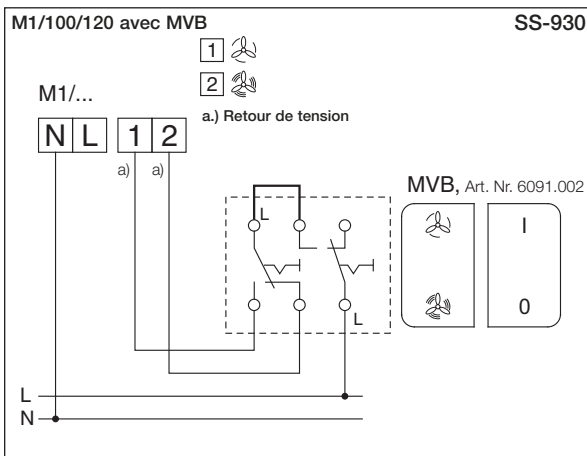 M1/100/120 avec MVB SS-930
1
2
a.) Retour de tension
M1/...
N L 1 2
a) a)
MVB, Art. Nr. 6091.002
L
I
0
L
L
N